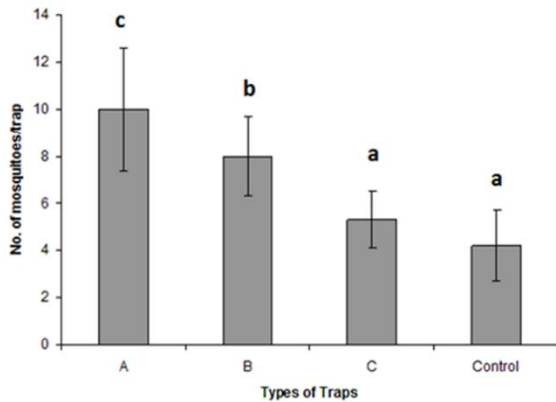 14
12
10
8
6
4
2
0
No. of mosquitoes/trap
c
b
a
a
A B C Control
Types of Traps